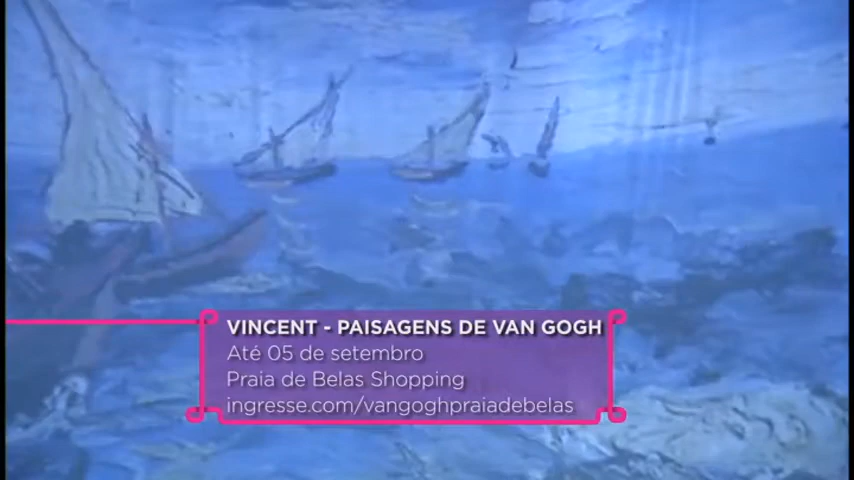 VINCENT - PAISAGENS DE VAN GOGH
Até 05 de setembro
Praia de Belas Shopping
ingresse.com/vangoghpraiadebelas